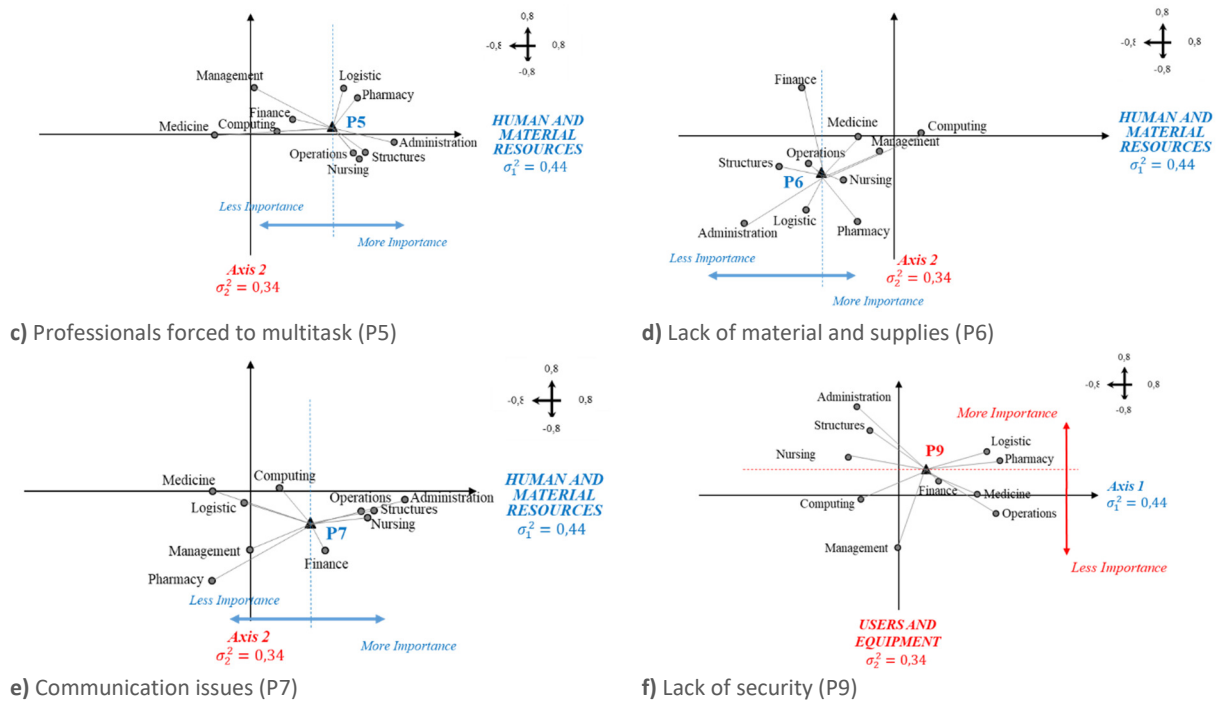 0,8
-0,8
0,8
-0,8
Management
Logistic
Pharmacy
Finance
P5
Medicine
Computing
Administration
Operations
Structures
Nursing
HUMAN AND
MATERIAL
RESOURCES
σ₁² = 0,44
Less Importance
More Importance
Axis 2
σ₂² = 0,34
c) Professionals forced to multitask (P5)
0,8
-0,8
0,8
-0,8
Finance
Medicine
Computing
Management
Structures
Operations
P6
Nursing
Logistic
Administration
Pharmacy
HUMAN AND
MATERIAL
RESOURCES
σ₁² = 0,44
Less Importance
More Importance
Axis 2
σ₂² = 0,34
d) Lack of material and supplies (P6)
0,8
-0,8
0,8
-0,8
Medicine
Computing
Logistic
Operations
Administration
Structures
Nursing
P7
Management
Finance
Pharmacy
HUMAN AND
MATERIAL
RESOURCES
σ₁² = 0,44
Less Importance
More Importance
Axis 2
σ₂² = 0,34
e) Communication issues (P7)
0,8
-0,8
0,8
-0,8
Administration
Structures
More Importance
Nursing
P9
Logistic
Pharmacy
Finance
Computing
Medicine
Operations
Axis 1
σ₁² = 0,44
Management
Less Importance
USERS AND
EQUIPMENT
σ₂² = 0,34
f) Lack of security (P9)